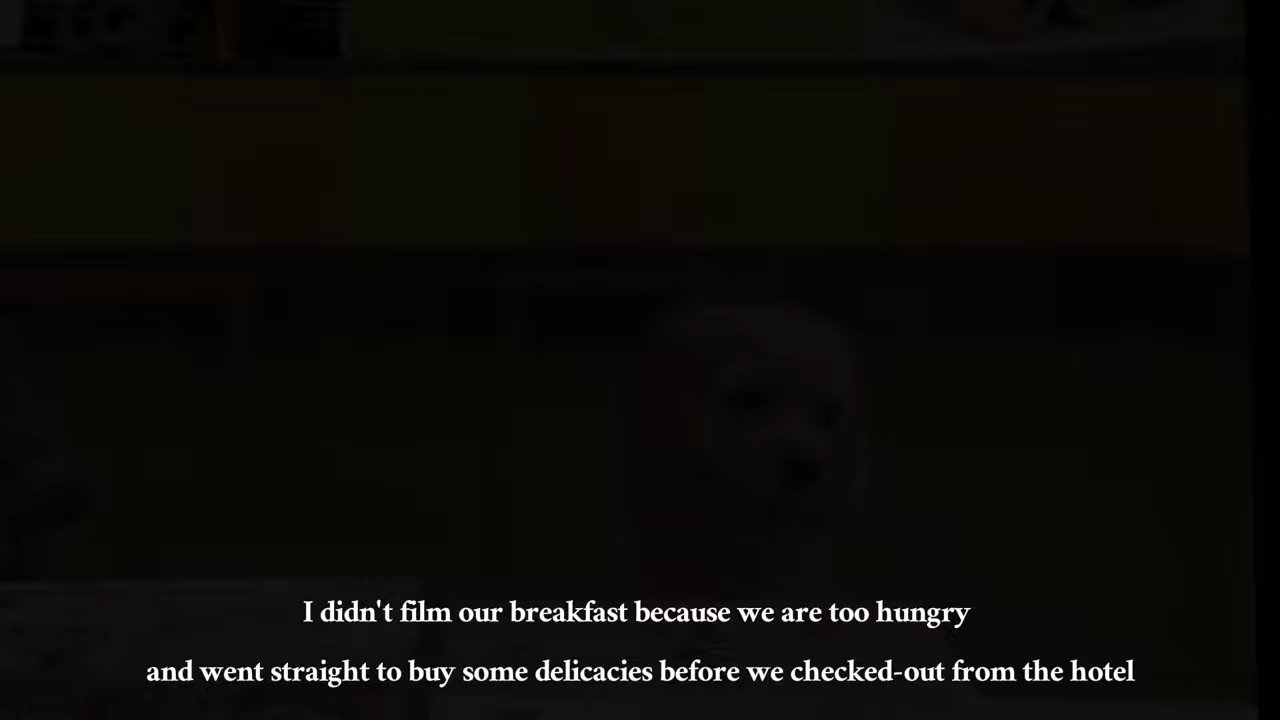 I didn't film our breakfast because we are too hungry
and went straight to buy some delicacies before we checked-out from the hotel